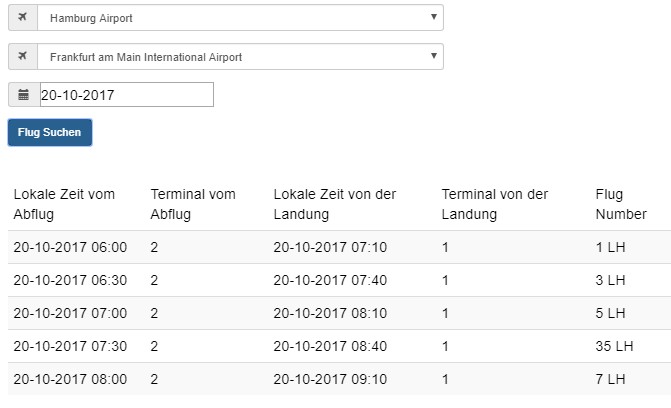 Hamburg Airport
Frankfurt am Main International Airport
20-10-2017
Flug Suchen
Lokale Zeit vom Terminal vom Lokale Zeit von der Terminal von der Flug
Abflug Abflug Landung Landung Number
20-10-2017 06:00 2 20-10-2017 07:10 1 1 LH
20-10-2017 06:30 2 20-10-2017 07:40 1 3 LH
20-10-2017 07:00 2 20-10-2017 08:10 1 5 LH
20-10-2017 07:30 2 20-10-2017 08:40 1 35 LH
20-10-2017 08:00 2 20-10-2017 09:10 1 7 LH